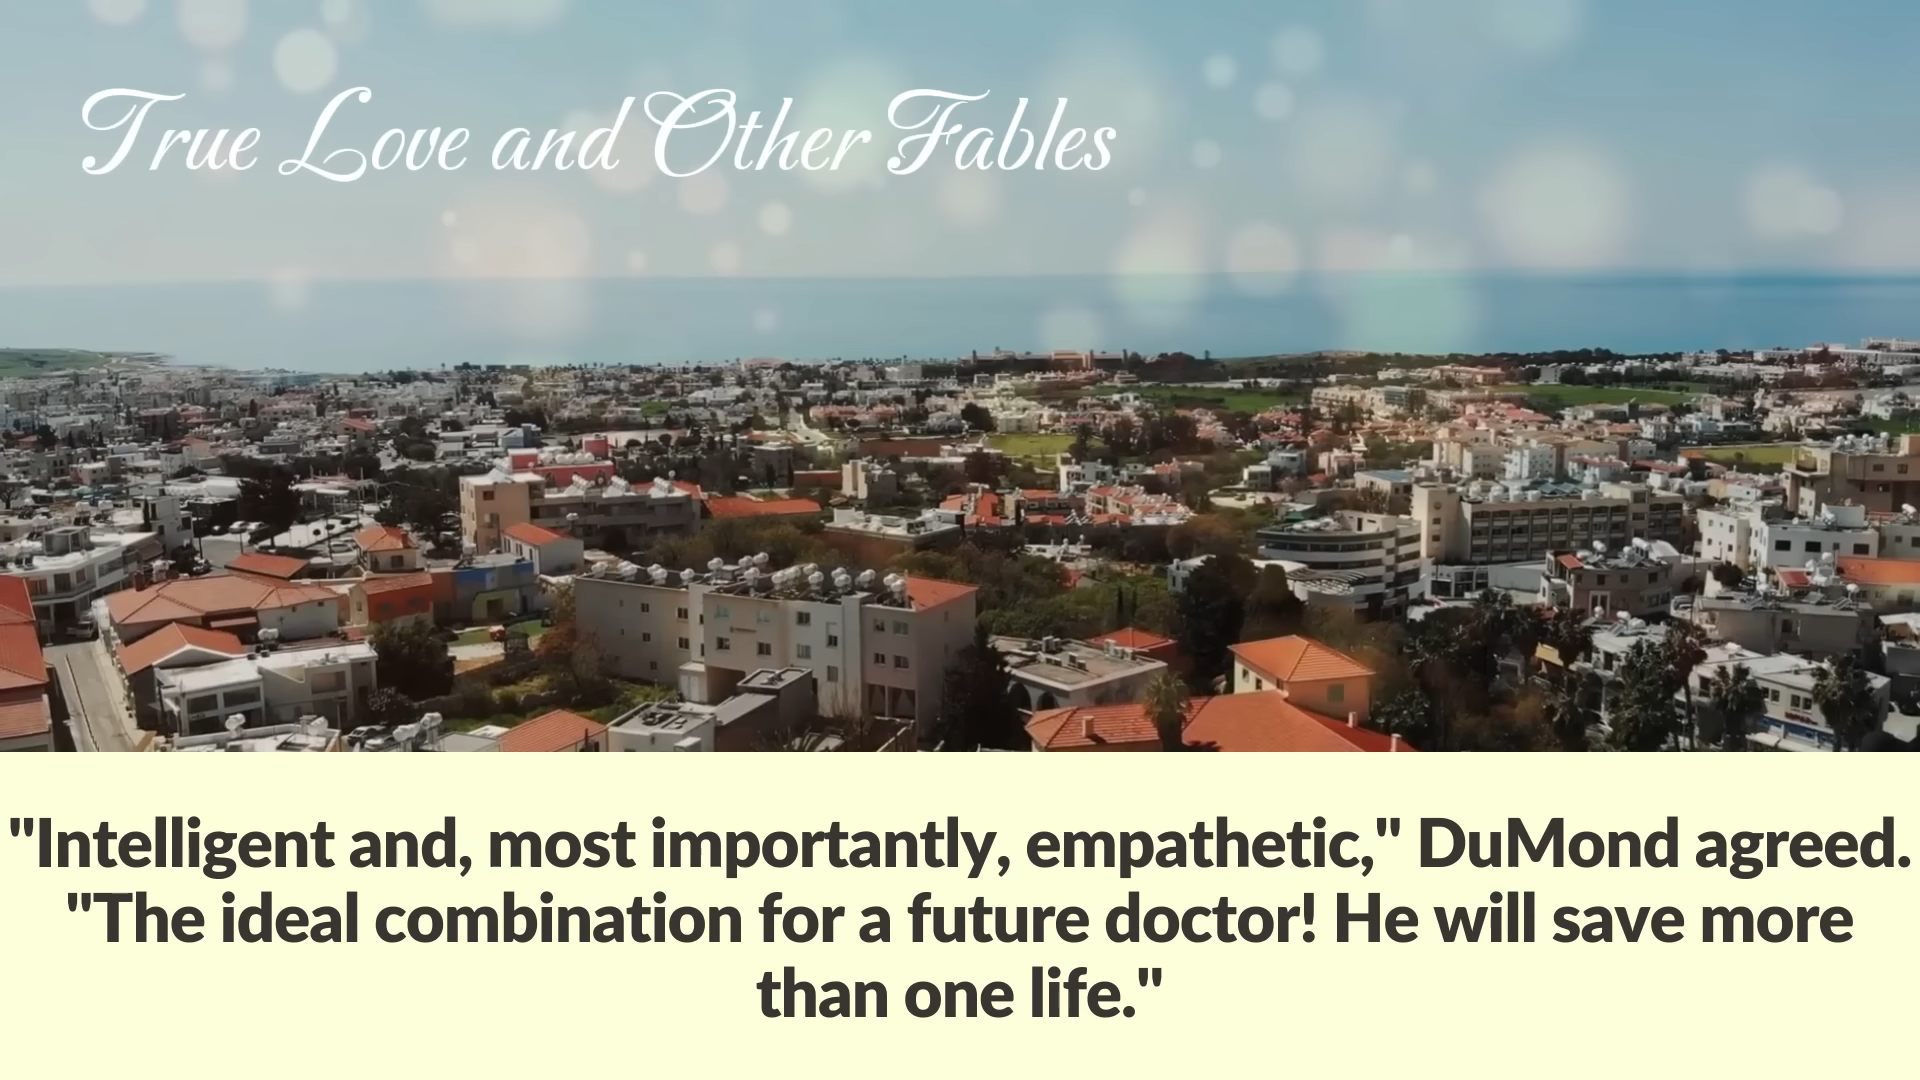 True Love and Other Fables
"Intelligent and, most importantly, empathetic," DuMond agreed.
"The ideal combination for a future doctor! He will save more
than one life."